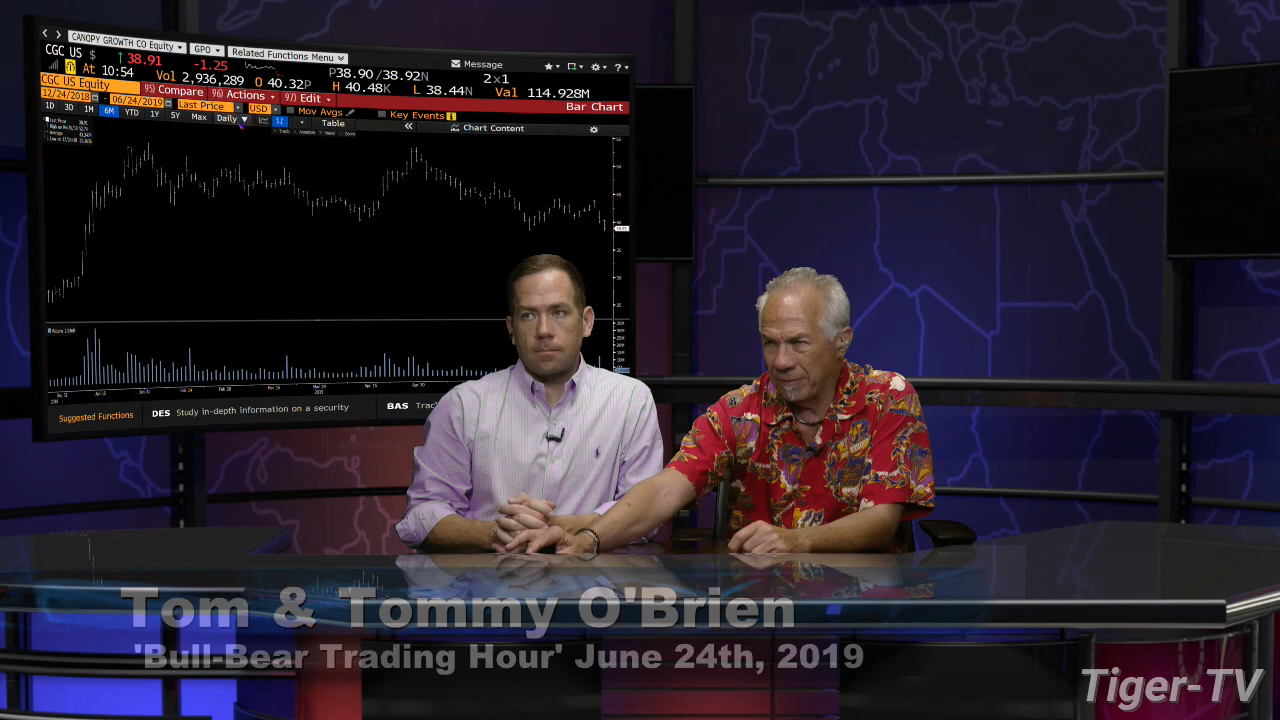 CANOPY GROWTH CO Equity GPO Related Functions Menu
CGC US $ ↑38.91 -1.25 P38.90/38.92N 2×1
Message
At 10:54 Vol 2,936,289 O 40.32P H 40.48K L 38.44N Val 114.928M
CGC US Equity 95) Compare 96) Actions 97) Edit Bar Chart
12/24/2018 - 06/24/2019 Last Price USD Mov Avgs Key Events
1D 3D 1M 6M YTD 1Y 5Y Max Daily Table Chart Content
Suggested Functions DES Study in-depth information on a security BAS
Tom & Tommy O'Brien
'Bull-Bear Trading Hour' June 24th, 2019
Tiger-TV